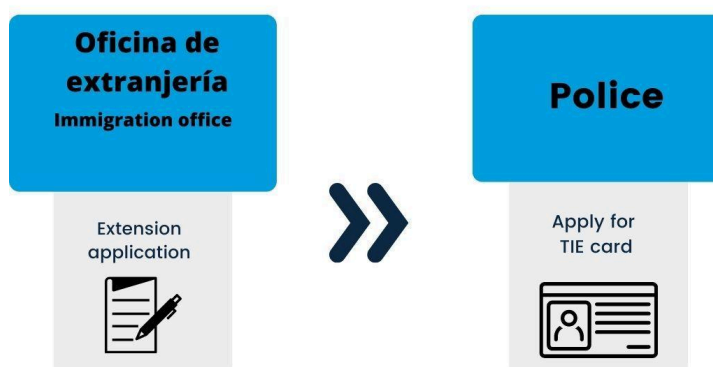 Oficina de
extranjería
Immigration office
Extension
application
Police
Apply for
TIE card